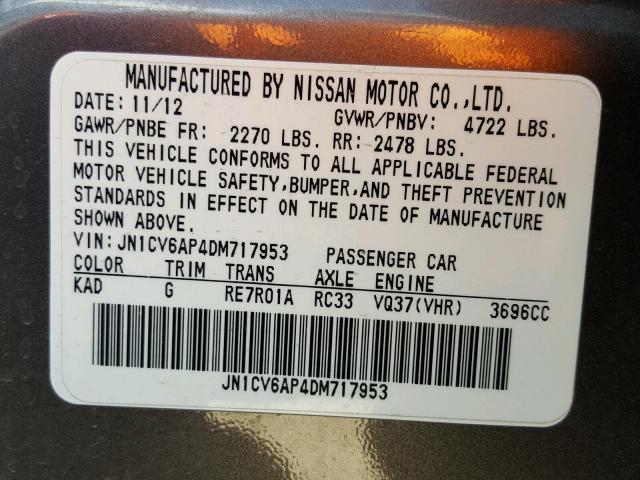 MANUFACTURED BY NISSAN MOTOR CO.,LTD.
DATE: 11/12 GVWR/PNBV: 4722 LBS.
GAWR/PNBE FR: 2270 LBS. RR: 2478 LBS.
THIS VEHICLE CONFORMS TO ALL APPLICABLE FEDERAL
MOTOR VEHICLE SAFETY,BUMPER,AND THEFT PREVENTION
STANDARDS IN EFFECT ON THE DATE OF MANUFACTURE
SHOWN ABOVE.
VIN: JN1CV6AP4DM717953 PASSENGER CAR
COLOR TRIM TRANS AXLE ENGINE
KAD G RE7R01A RC33 VQ37(VHR) 3696CC
JN1CV6AP4DM717953